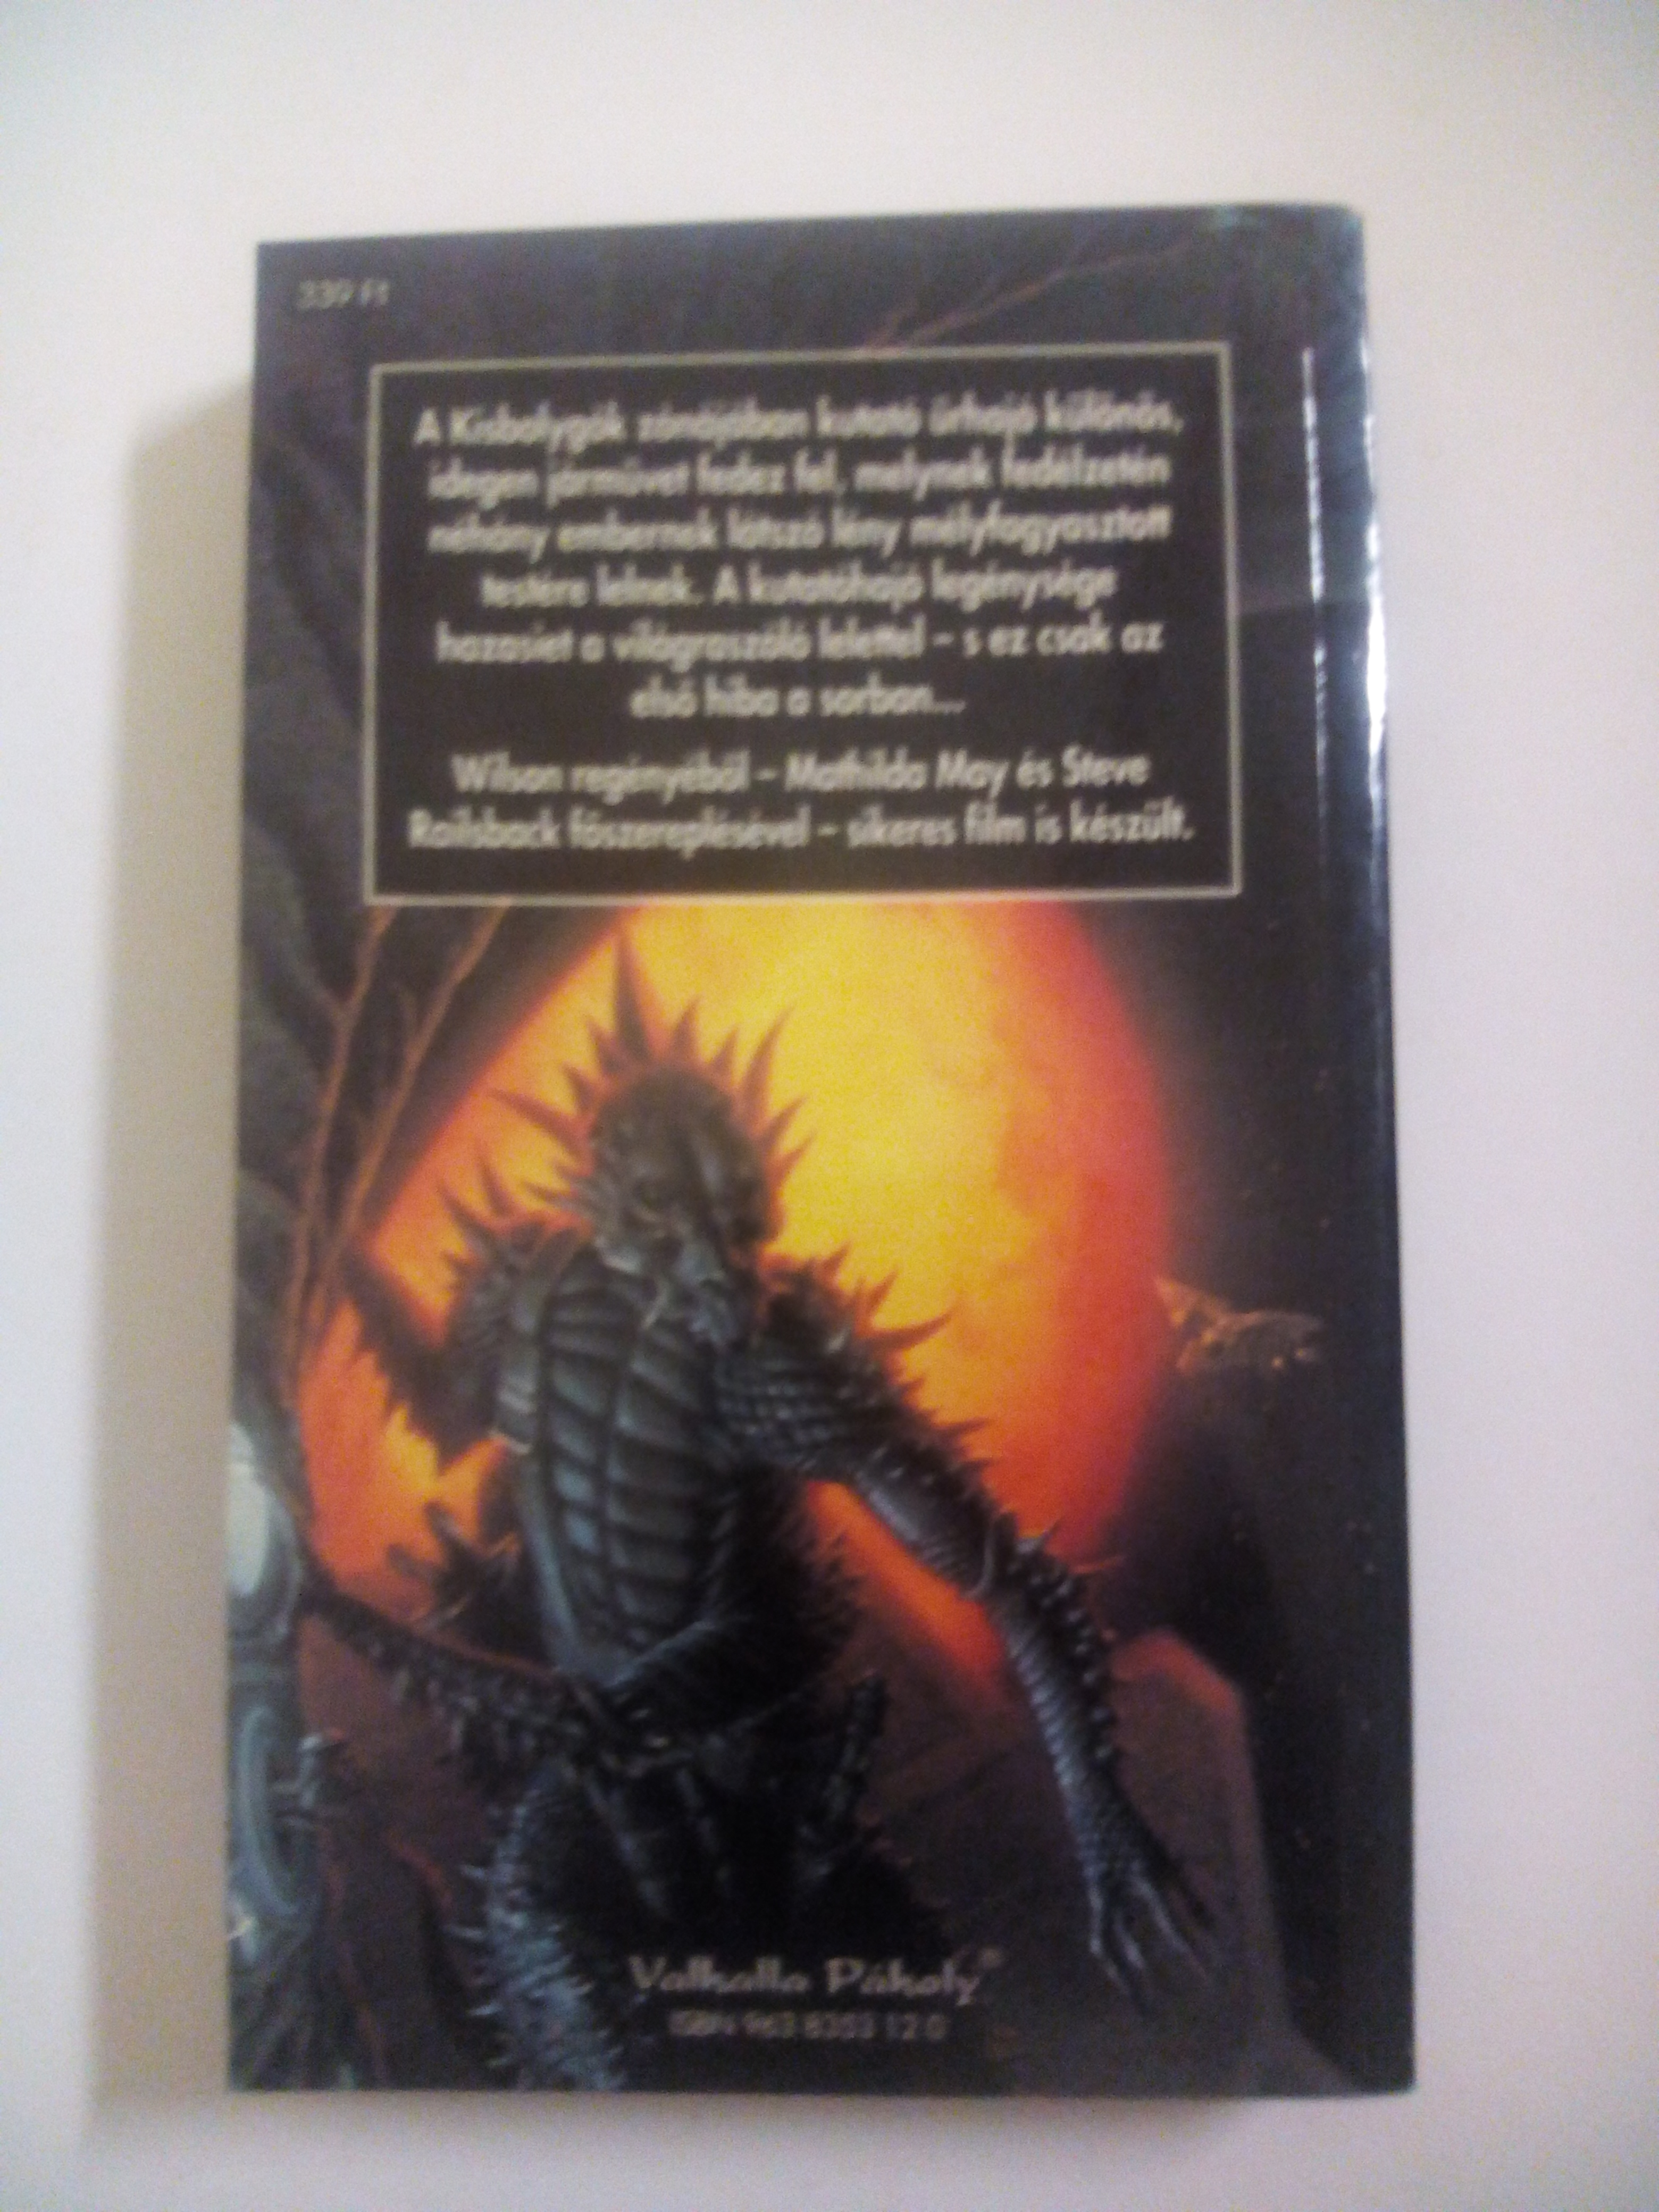 339 Ft
A Kisbolygók zónájában kutató űrhajó különös,
idegen járművet fedez fel, melynek fedélzetén
néhány embernek látszó lény mélyfagyasztott
testére lelnek. A kutatóhajó legénysége
hazasiet a világraszóló lelettel – s ez csak az
első hiba a sorban...
Wilson regényéből – Mathilda May és Steve
Railsback főszereplésével – sikeres film is készült.
Valhalla Páholy®
ISBN 963 8353 12 0